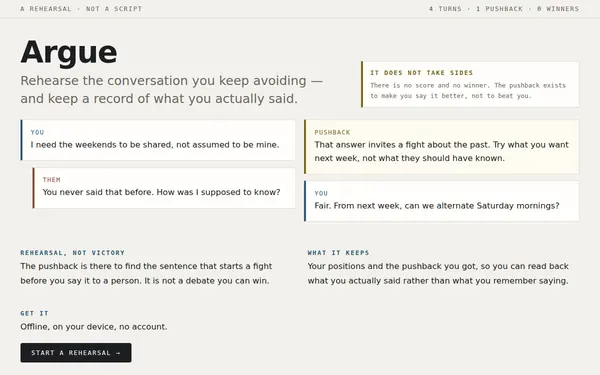 A REHEARSAL · NOT A SCRIPT
4 TURNS · 1 PUSHBACK · 0 WINNERS
Argue
Rehearse the conversation you keep avoiding —
and keep a record of what you actually said.
IT DOES NOT TAKE SIDES
There is no score and no winner. The pushback exists
to make you say it better, not to beat you.
YOU
I need the weekends to be shared, not assumed to be mine.
THEM
You never said that before. How was I supposed to know?
PUSHBACK
That answer invites a fight about the past. Try what you want
next week, not what they should have known.
YOU
Fair. From next week, can we alternate Saturday mornings?
REHEARSAL, NOT VICTORY
The pushback is there to find the sentence that starts a fight
before you say it to a person. It is not a debate you can win.
WHAT IT KEEPS
Your positions and the pushback you got, so you can read back
what you actually said rather than what you remember saying.
GET IT
Offline, on your device, no account.
START A REHEARSAL →